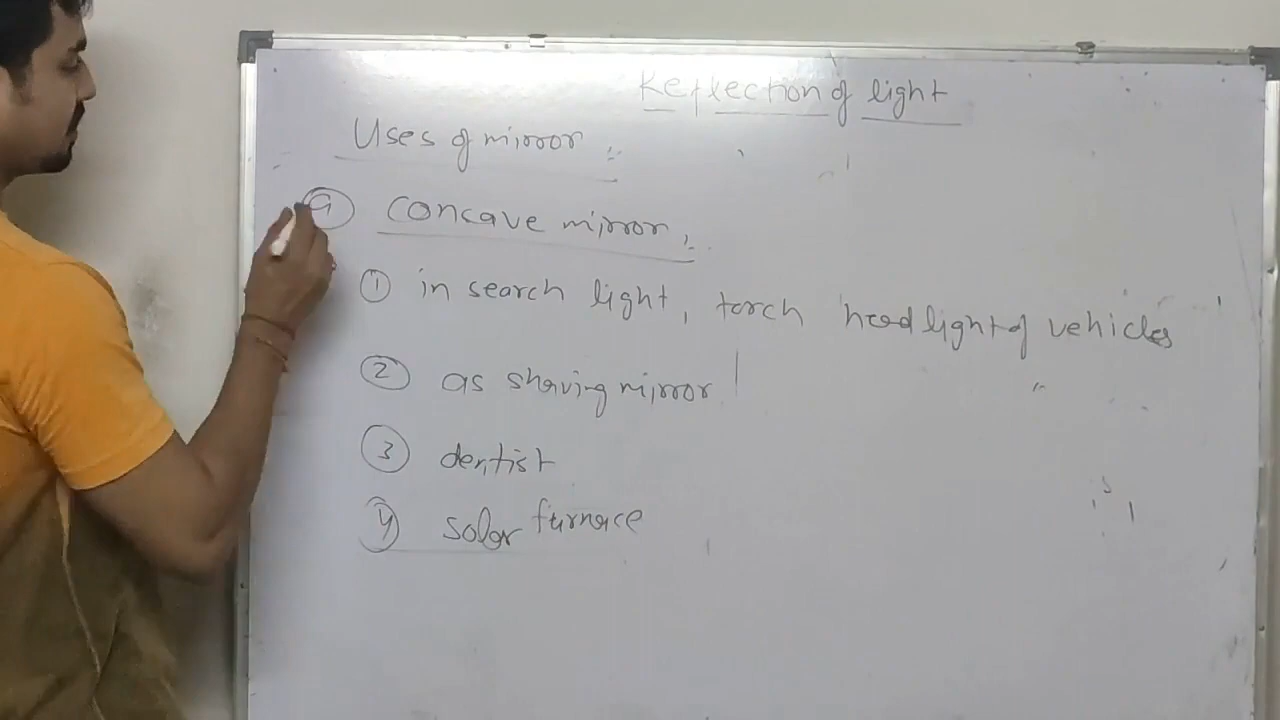 Reflection of light
Uses of mirror :
(a) concave mirror :
(1) in search light, torch head light of vehicles
(2) as shaving mirror
(3) dentist
(4) solar furnace